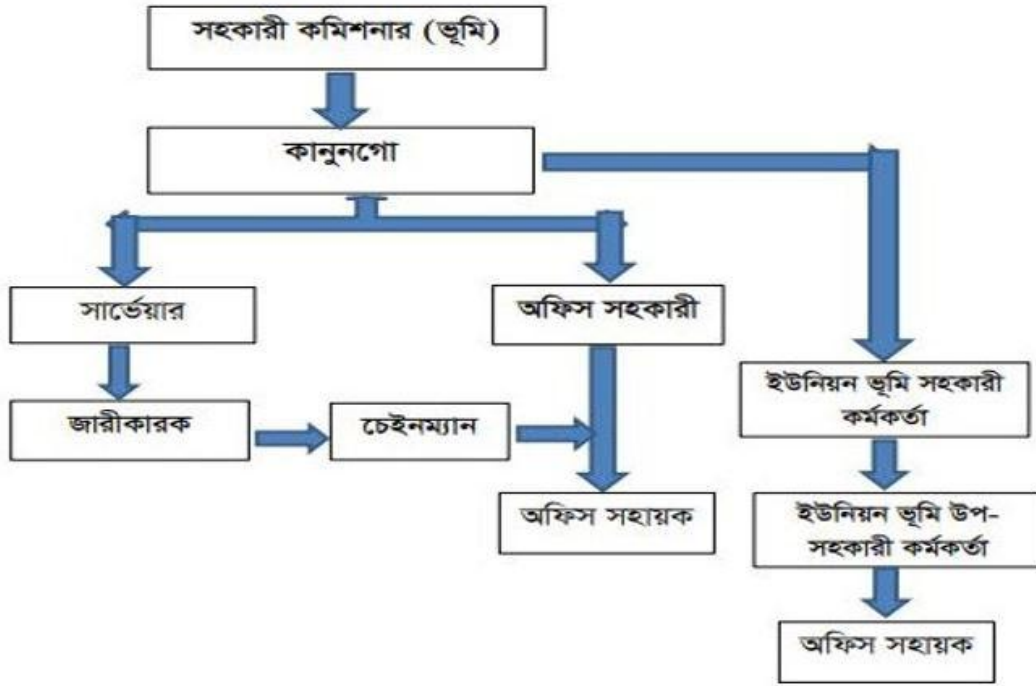 সহকারী কমিশনার (ভূমি)
কানুনগো
সার্ভেয়ার
অফিস সহকারী
ইউনিয়ন ভূমি সহকারী
কর্মকর্তা
জারীকারক
চেইনম্যান
অফিস সহায়ক
ইউনিয়ন ভূমি উপ-
সহকারী কর্মকর্তা
অফিস সহায়ক